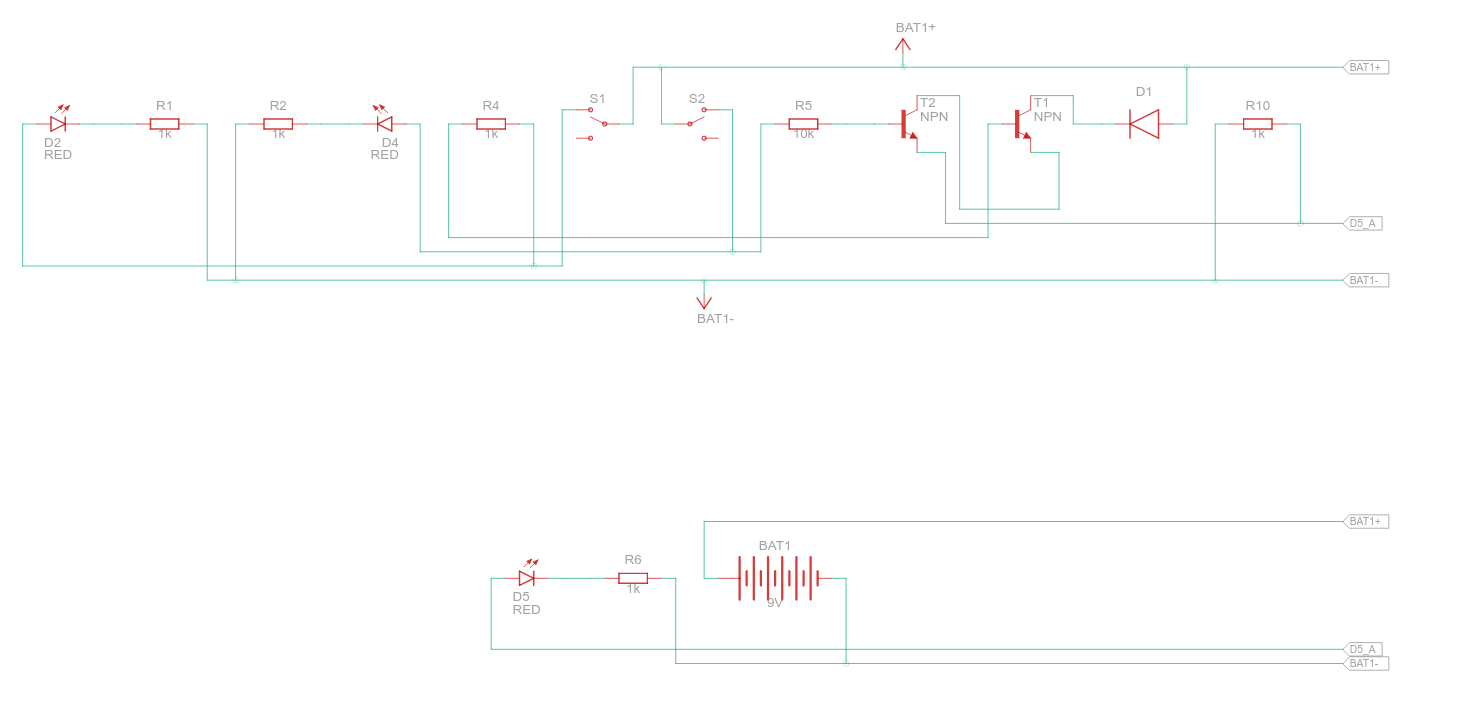 BAT1+
BAT1+
R1
1k
R2
1k
R4
1k
S1
S2
R5
10k
T2
NPN
T1
NPN
D1
R10
1k
D2
RED
D4
RED
D5_A
BAT1-
BAT1-
BAT1+
BAT1
9V
R6
1k
D5
RED
D5_A
BAT1-